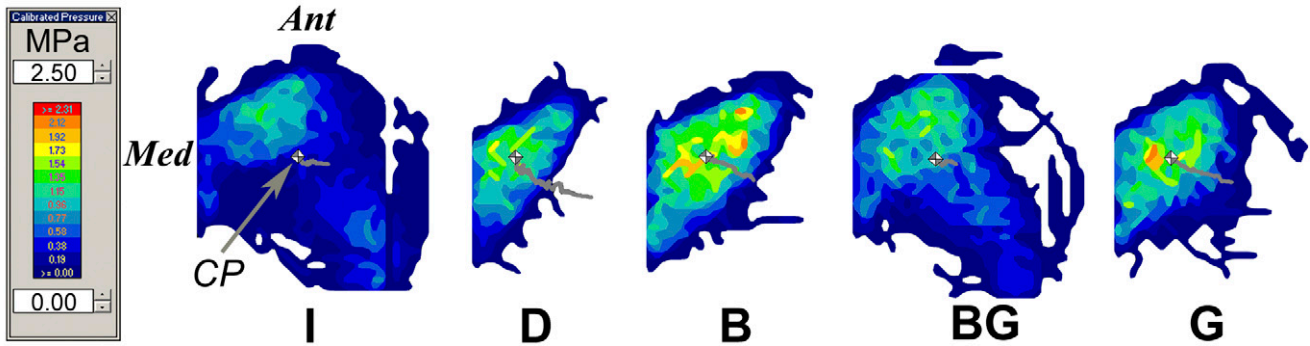 Calibrated Pressure
MPa
2.50
>= 2.31
2.12
1.92
1.73
1.54
1.35
1.15
0.96
0.77
0.58
0.38
0.19
>= 0.00
0.00
Ant
Med
CP
I D B BG G